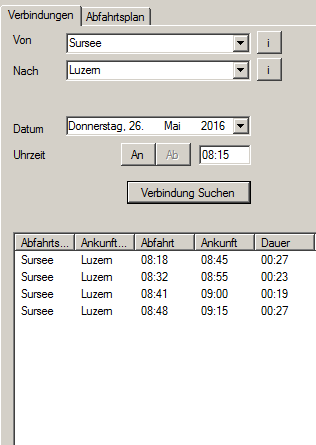 Verbindungen Abfahrtsplan
Von Sursee i
Nach Luzern i
Datum Donnerstag, 26. Mai 2016
Uhrzeit An Ab 08:15
Verbindung Suchen
Abfahrts... Ankunft... Abfahrt Ankunft Dauer
Sursee Luzern 08:18 08:45 00:27
Sursee Luzern 08:32 08:55 00:23
Sursee Luzern 08:41 09:00 00:19
Sursee Luzern 08:48 09:15 00:27